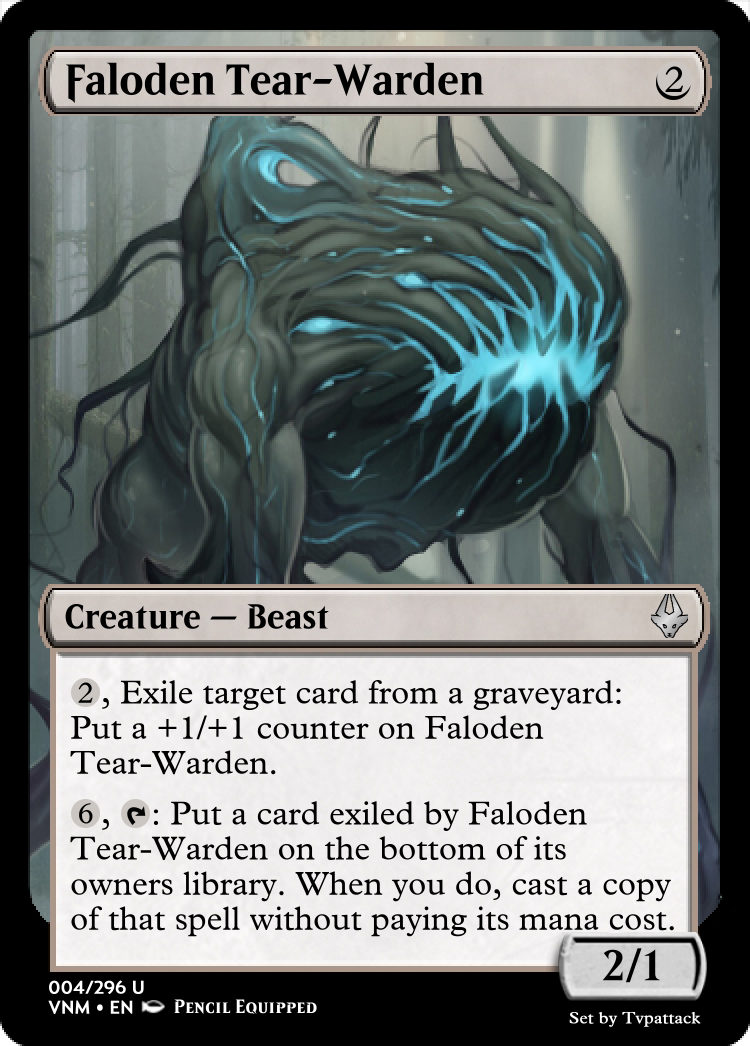 Faloden Tear-Warden 2
Creature — Beast
2, Exile target card from a graveyard:
Put a +1/+1 counter on Faloden
Tear-Warden.
6, : Put a card exiled by Faloden
Tear-Warden on the bottom of its
owners library. When you do, cast a copy
of that spell without paying its mana cost.
2/1
004/296 U
VNM • EN Pencil Equipped
Set by Tvpattack